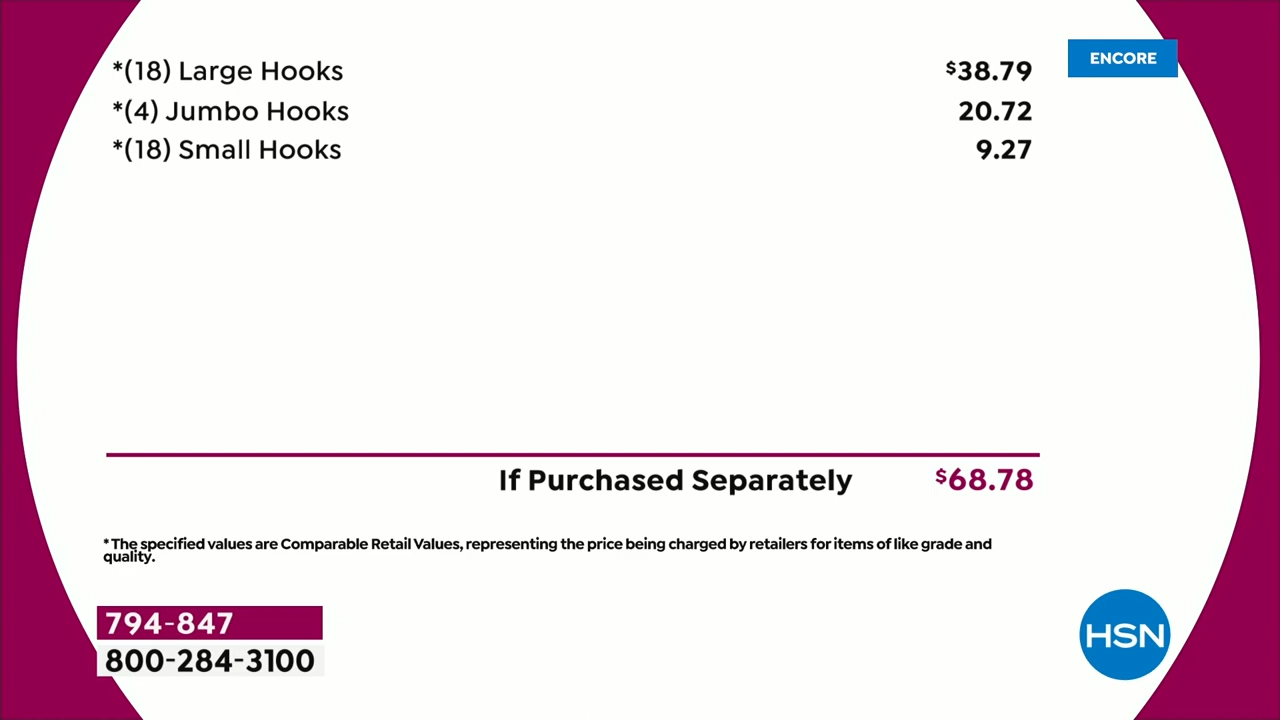 ENCORE
*(18) Large Hooks $38.79
*(4) Jumbo Hooks 20.72
*(18) Small Hooks 9.27
If Purchased Separately $68.78
*The specified values are Comparable Retail Values, representing the price being charged by retailers for items of like grade and
quality.
794-847
800-284-3100
HSN